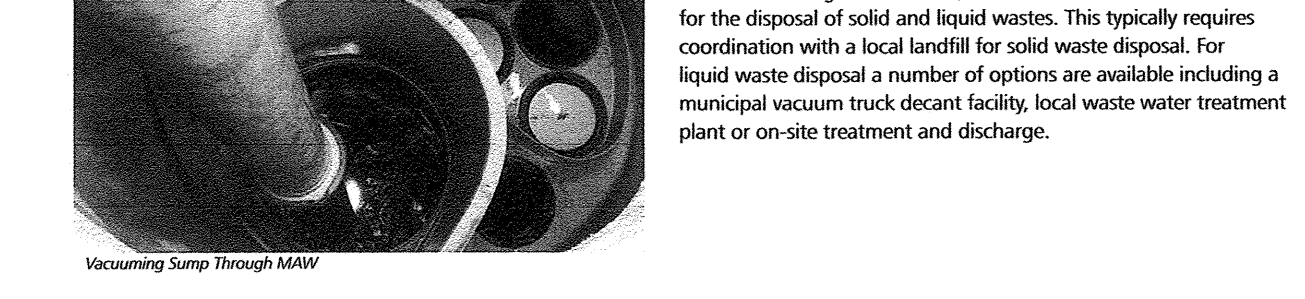 for the disposal of solid and liquid wastes. This typically requires
coordination with a local landfill for solid waste disposal. For
liquid waste disposal a number of options are available including a
municipal vacuum truck decant facility, local waste water treatment
plant or on-site treatment and discharge.
Vacuuming Sump Through MAW